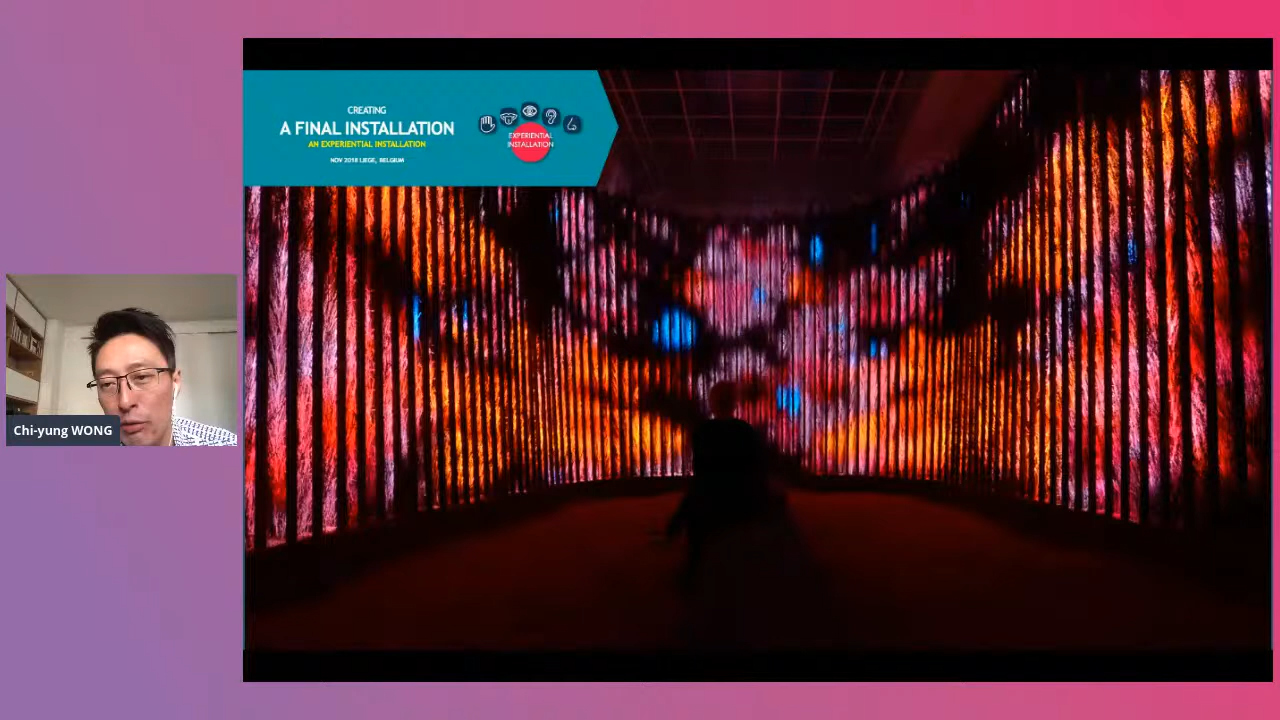 CREATING
A FINAL INSTALLATION
AN EXPERIENTIAL INSTALLATION
NOV 2018 LIEGE, BELGIUM
EXPERIENTIAL
INSTALLATION
Chi-yung WONG